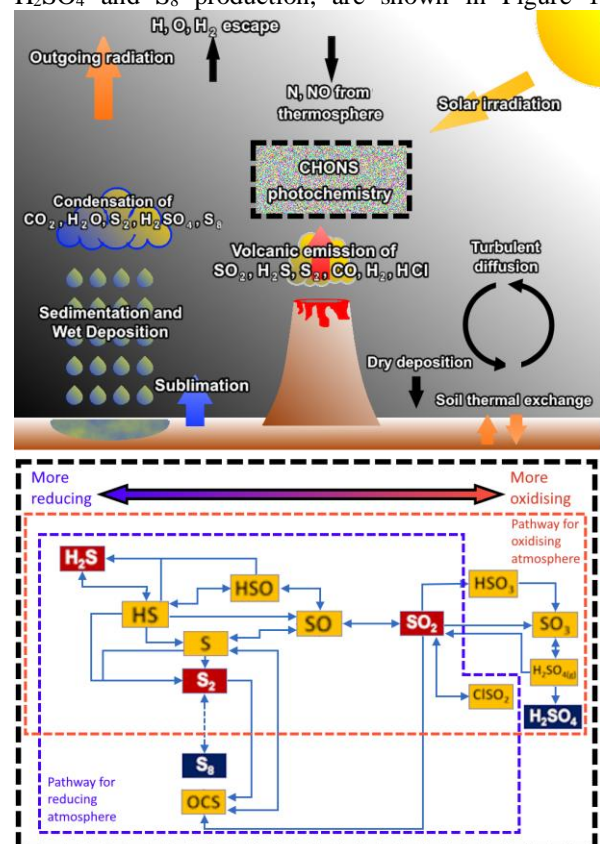 H₂SO₄ and S₈ production, are shown in Figure 1.
H, O, H₂ escape
Outgoing radiation
N, NO from
thermosphere
Solar irradiation
CHONS
photochemistry
Condensation of
CO₂, H₂O, S₂, H₂SO₄, S₈
Volcanic emission of
SO₂, H₂S, S₂, CO, H₂, HCl
Turbulent
diffusion
Sedimentation and
Wet Deposition
Sublimation
Dry deposition
Soil thermal exchange
More
reducing
More
oxidising
Pathway for
oxidising
atmosphere
H₂S
HSO
HSO₃
HS
SO
SO₂
SO₃
S
S₂
H₂SO₄(g)
ClSO₂
H₂SO₄
S₈
Pathway for
reducing
atmosphere
OCS